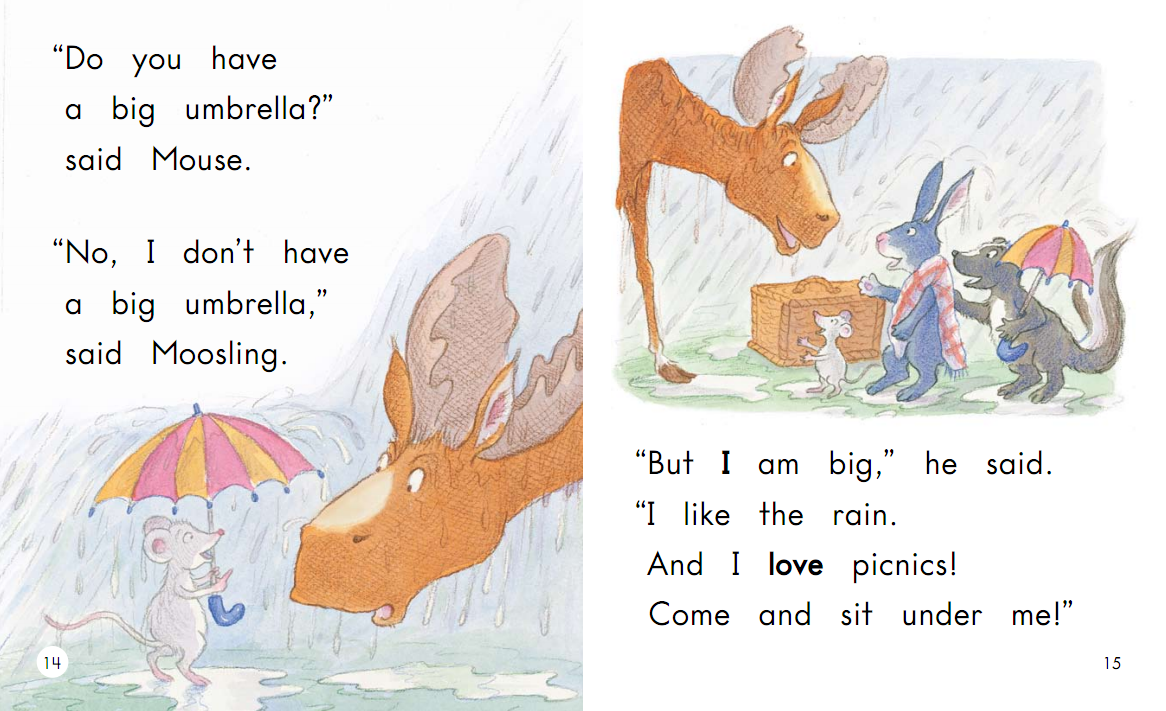 “Do you have
a big umbrella?”
said Mouse.
“No, I don’t have
a big umbrella,”
said Moosling.
14
“But I am big,” he said.
“I like the rain.
And I love picnics!
Come and sit under me!”
15